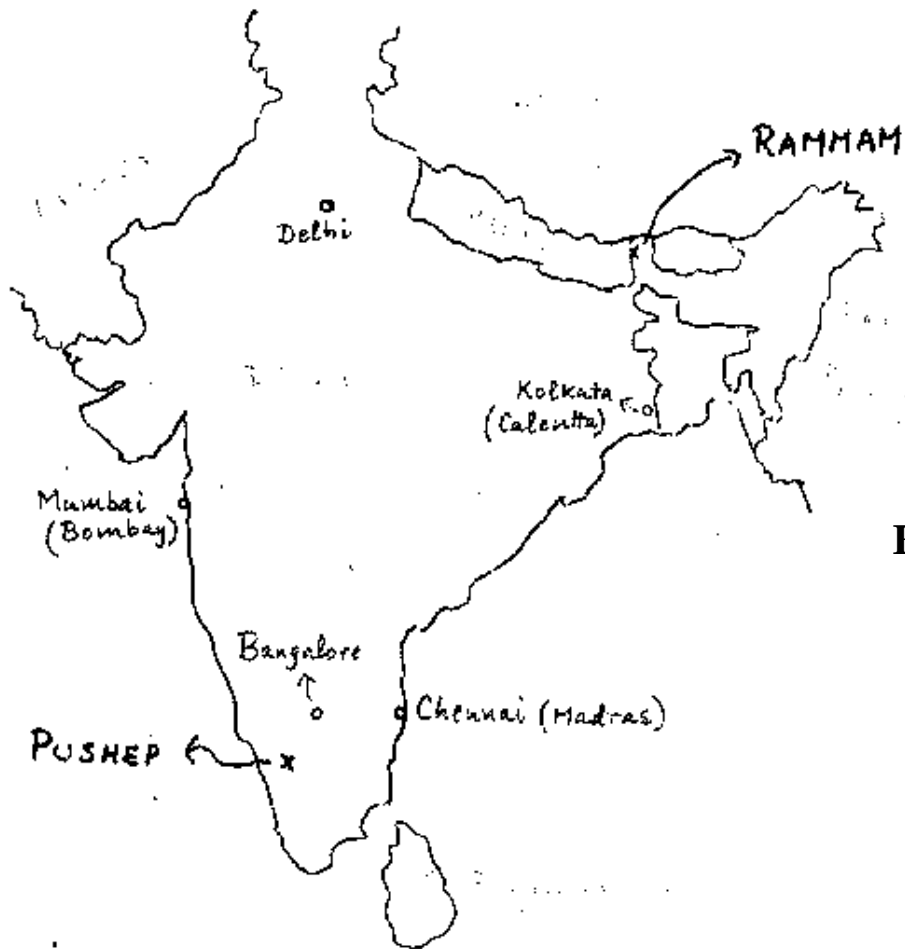 RAMMAM
Delhi
Kolkata
(Calcutta)
Mumbai
(Bombay)
Bangalore
Chennai (Madras)
PUSHEP